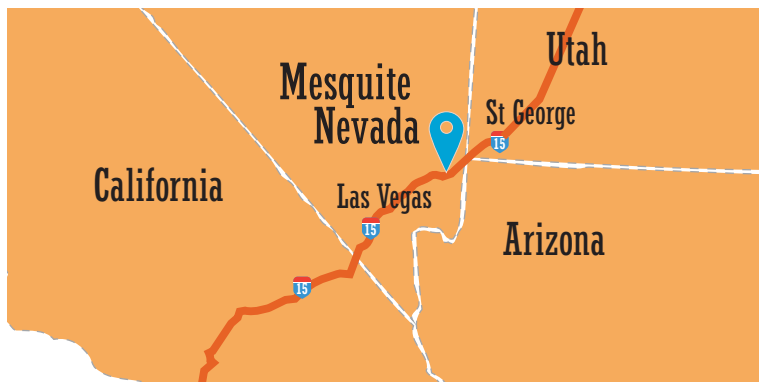 Utah
Mesquite
Nevada
St George
15
California
Las Vegas
15
Arizona
15